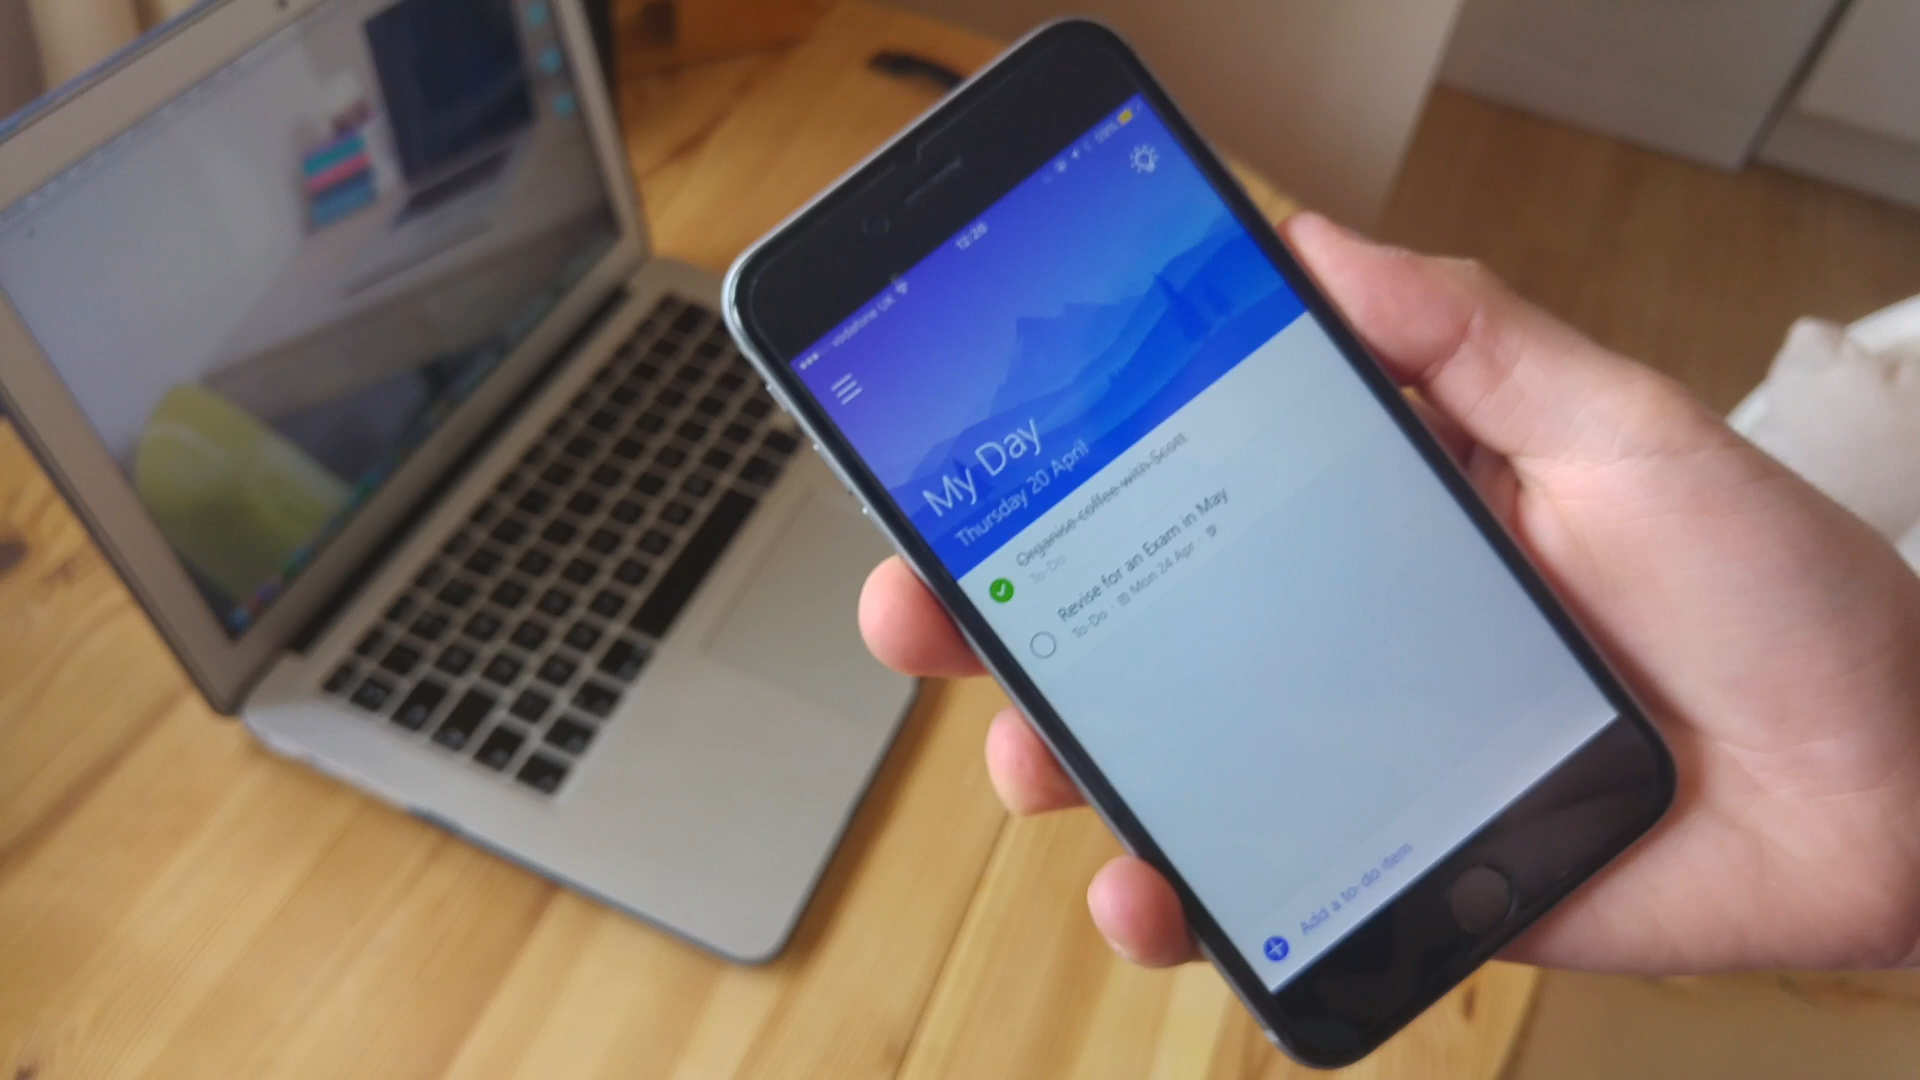 vodafone UK
12:29
My Day
Thursday 20 April
Organise coffee with Scott
To-Do
Revise for an Exam in May
To-Do · Mon 24 Apr ·
Add a to-do item